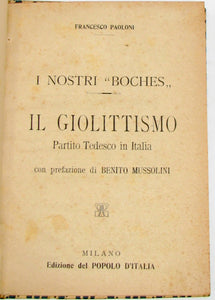 FRANCESCO PAOLONI
I NOSTRI "BOCHES„
IL GIOLITTISMO
Partito Tedesco in Italia
con prefazione di BENITO MUSSOLINI
MILANO
Edizione del POPOLO D'ITALIA